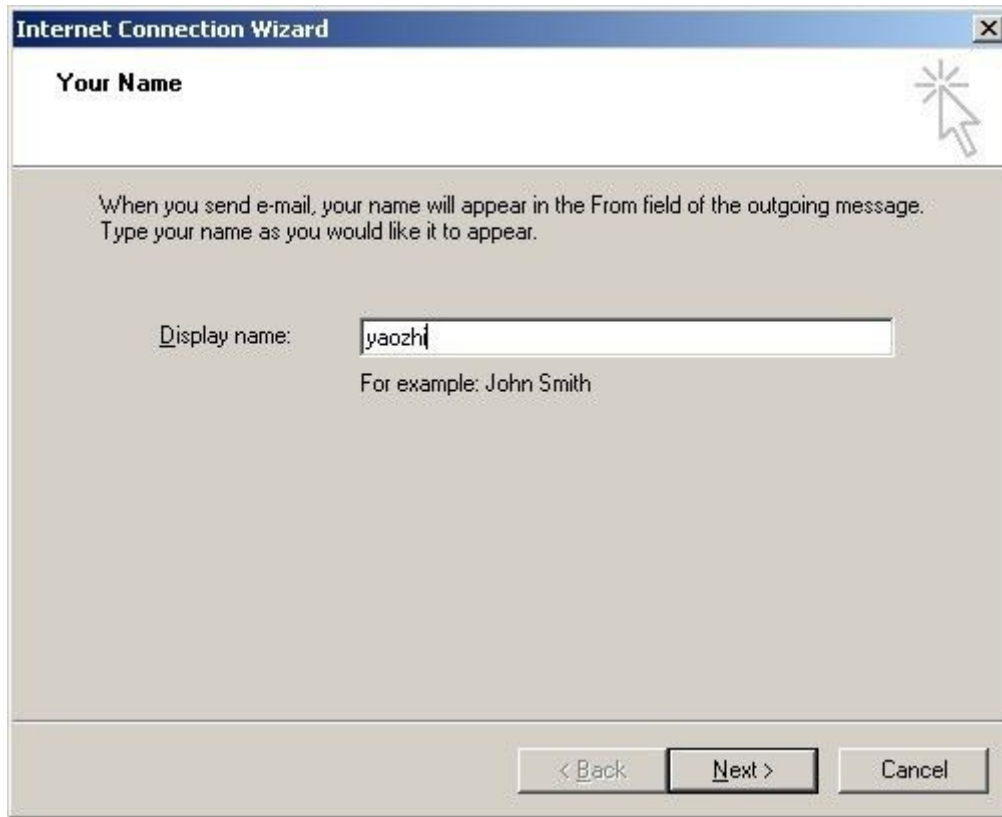 Internet Connection Wizard
Your Name
When you send e-mail, your name will appear in the From field of the outgoing message.
Type your name as you would like it to appear.
Display name:
yaozhi
For example: John Smith
< Back
Next >
Cancel